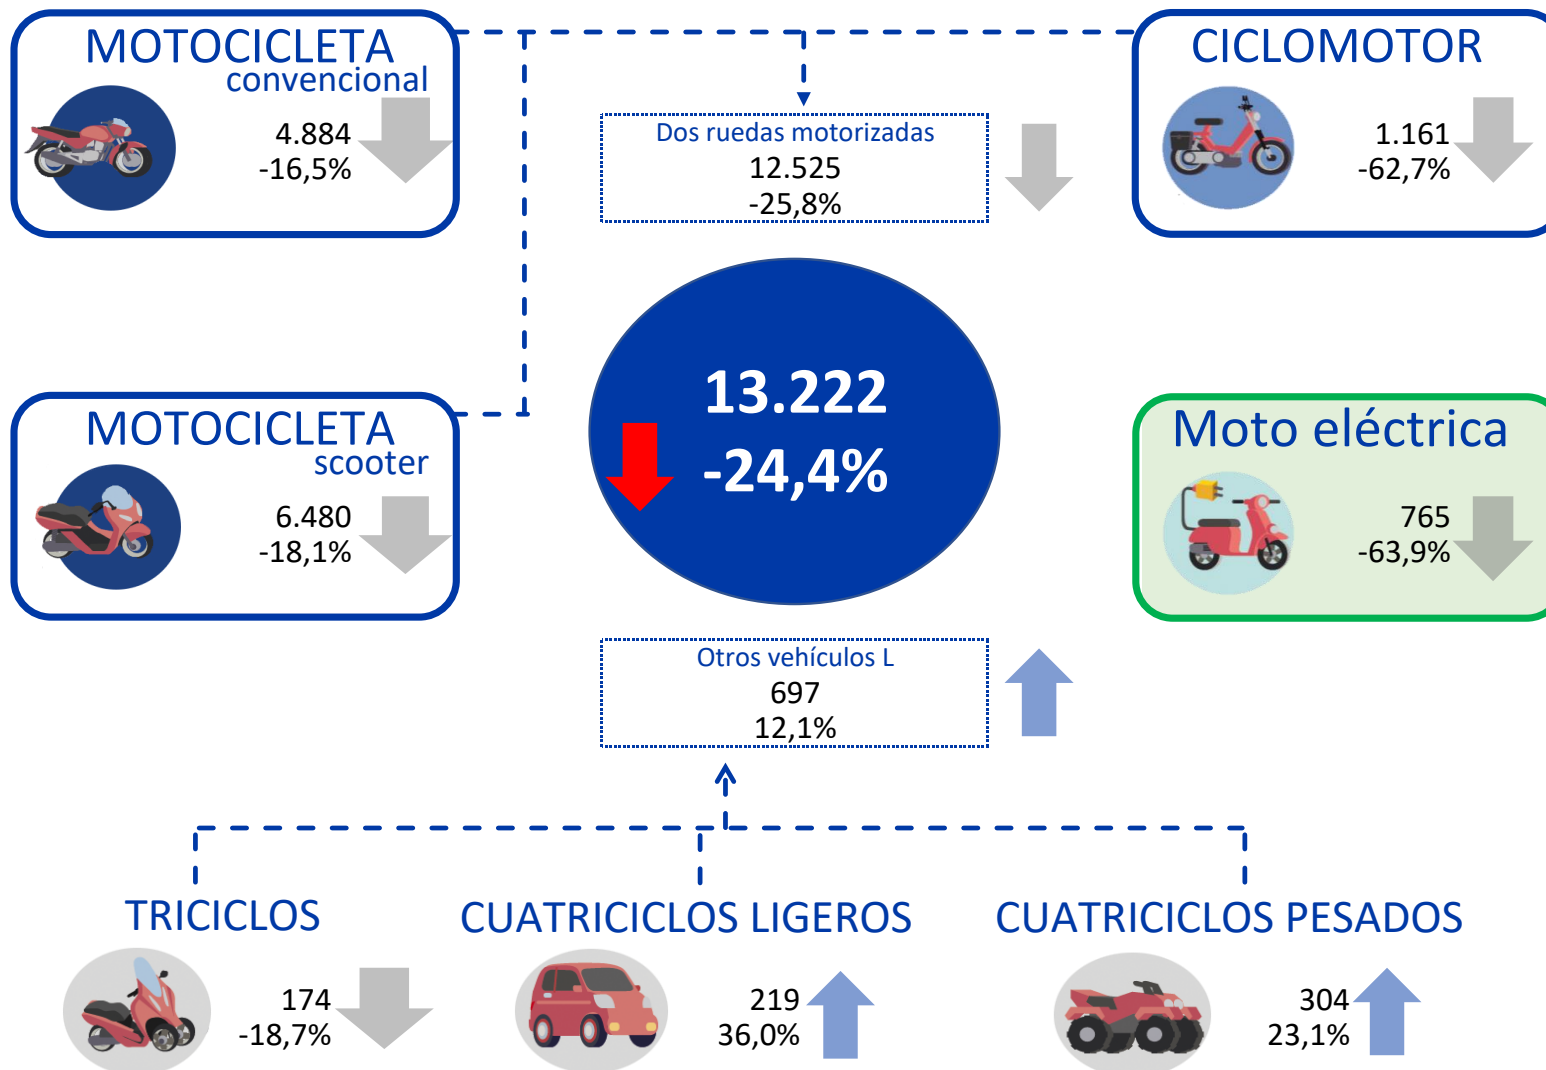 MOTOCICLETA
convencional
4.884
-16,5%
Dos ruedas motorizadas
12.525
-25,8%
CICLOMOTOR
1.161
-62,7%
13.222
-24,4%
MOTOCICLETA
scooter
6.480
-18,1%
Moto eléctrica
765
-63,9%
Otros vehículos L
697
12,1%
TRICICLOS
174
-18,7%
CUATRICICLOS LIGEROS
219
36,0%
CUATRICICLOS PESADOS
304
23,1%